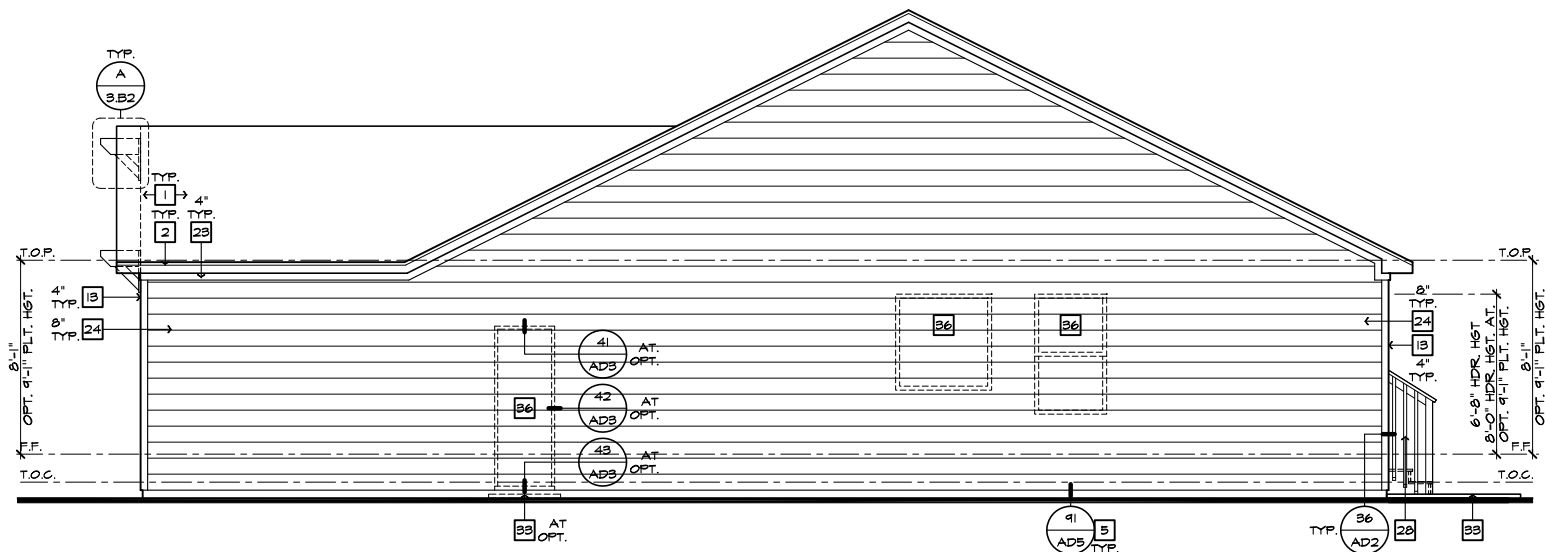 TYP.
A
3.B2
TYP.
1
TYP.
2
4"
TYP.
23
T.O.P.
T.O.P.
4"
TYP.
13
8"
TYP.
24
8'-1"
OPT. 9'-1" PLT. HGT.
F.F.
T.O.C.
41
AD3
AT.
OPT.
36
42
AD3
AT
OPT.
43
AD3
AT
OPT.
33
AT
OPT.
36
36
8"
TYP.
24
13
4"
TYP.
6'-8" HDR. HGT
8'-0" HDR. HGT. AT.
OPT. 9'-1" PLT. HGT.
8'-1"
OPT. 9'-1" PLT. HGT.
F.F.
T.O.C.
91
AD5
5
TYP.
TYP.
36
AD2
28
33